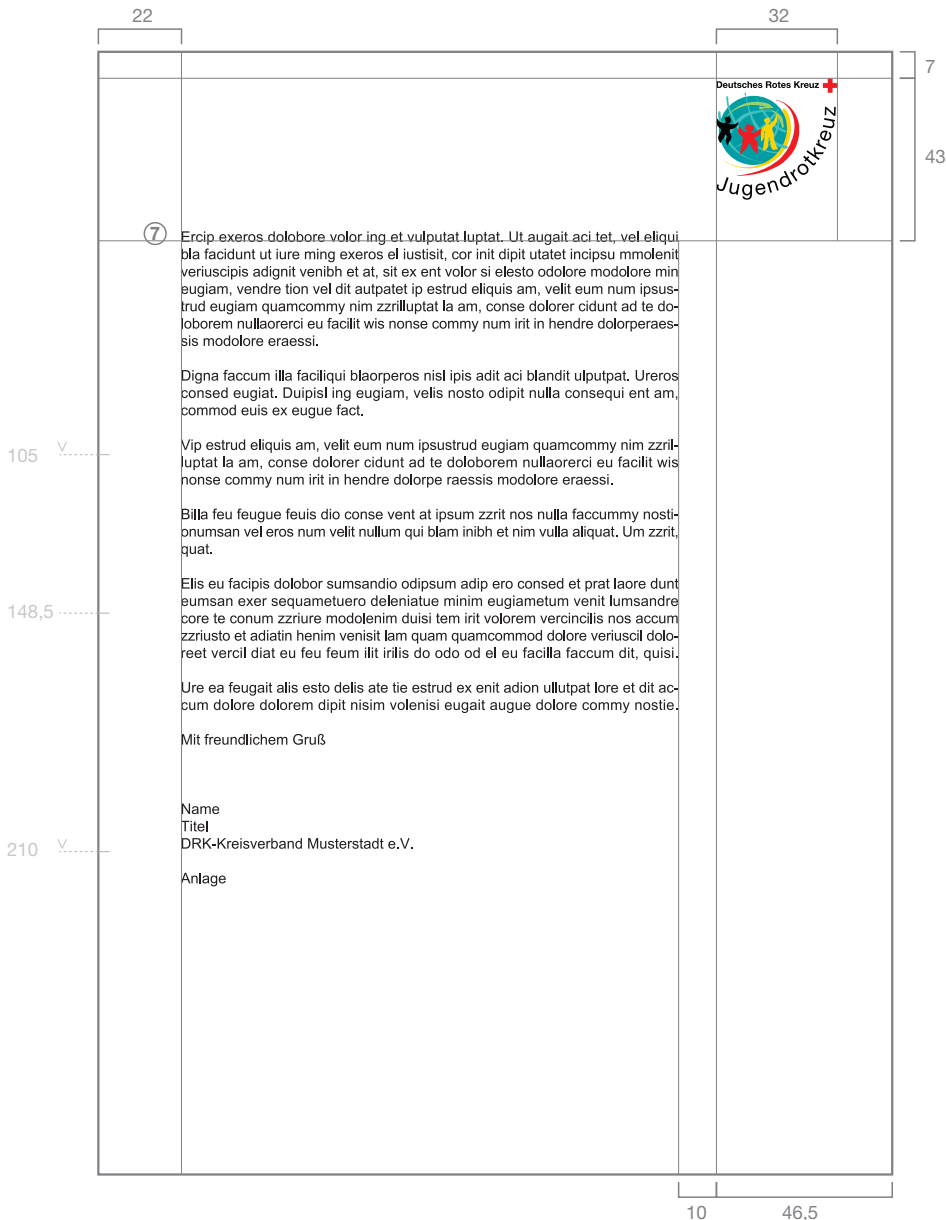 22
32
7
Deutsches Rotes Kreuz
43
Jugendrotkreuz
7
Ercip exeros dolobore volor ing et vulputat luptat. Ut augait aci tet, vel eliqui
bla facidunt ut iure ming exeros el iustisit, cor init dipit utatet incipsu mmolenit
veriuscipis adignit venibh et at, sit ex ent volor si elesto odolore modolore min
eugiam, vendre tion vel dit autpatet ip estrud eliquis am, velit eum num ipsus-
trud eugiam quamcommy nim zzrilluptat la am, conse dolorer cidunt ad te do-
loborem nullaorerci eu facilit wis nonse commy num irit in hendre dolorperaes-
sis modolore eraessi.
Digna faccum illa faciliqui blaorperos nisl ipis adit aci blandit ulputpat. Ureros
consed eugiat. Duipisl ing eugiam, velis nosto odipit nulla consequi ent am,
commod euis ex eugue fact.
Vip estrud eliquis am, velit eum num ipsustrud eugiam quamcommy nim zzril-
luptat la am, conse dolorer cidunt ad te doloborem nullaorerci eu facilit wis
nonse commy num irit in hendre dolorpe raessis modolore eraessi.
105
Billa feu feugue feuis dio conse vent at ipsum zzrit nos nulla faccummy nosti-
onumsan vel eros num velit nullum qui blam inibh et nim vulla aliquat. Um zzrit,
quat.
Elis eu facipis dolobor sumsandio odipsum adip ero consed et prat laore dunt
eumsan exer sequametuero deleniatue minim eugiametum venit lumsandre
core te conum zzriure modolenim duisi tem irit volorem vercincilis nos accum
zzriusto et adiatin henim venisit lam quam quamcommod dolore veriuscil dolo-
reet vercil diat eu feu feum ilit irilis do odo od el eu facilla faccum dit, quisi.
148,5
Ure ea feugait alis esto delis ate tie estrud ex enit adion ullutpat lore et dit ac-
cum dolore dolorem dipit nisim volenisi eugait augue dolore commy nostie.
Mit freundlichem Gruß
Name
Titel
DRK-Kreisverband Musterstadt e.V.
210
Anlage
10
46,5